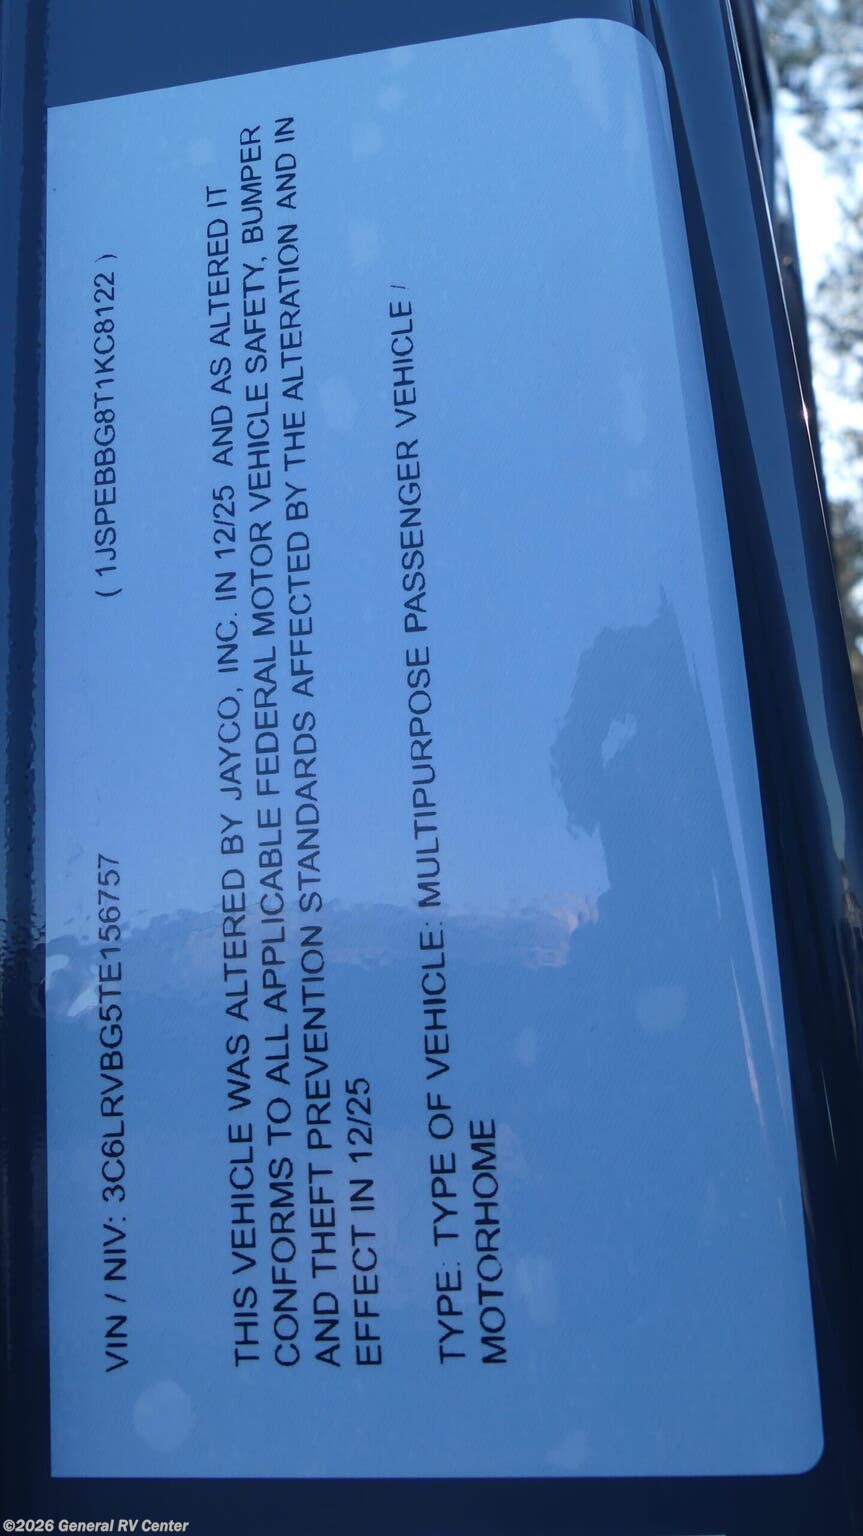 VIN / NIV: 3C6LRVBG5TE156757 ( 1JSPEBBG8T1KC8122 )
THIS VEHICLE WAS ALTERED BY JAYCO, INC. IN 12/25 AND AS ALTERED IT
CONFORMS TO ALL APPLICABLE FEDERAL MOTOR VEHICLE SAFETY, BUMPER
AND THEFT PREVENTION STANDARDS AFFECTED BY THE ALTERATION AND IN
EFFECT IN 12/25
TYPE: TYPE OF VEHICLE: MULTIPURPOSE PASSENGER VEHICLE /
MOTORHOME
©2026 General RV Center